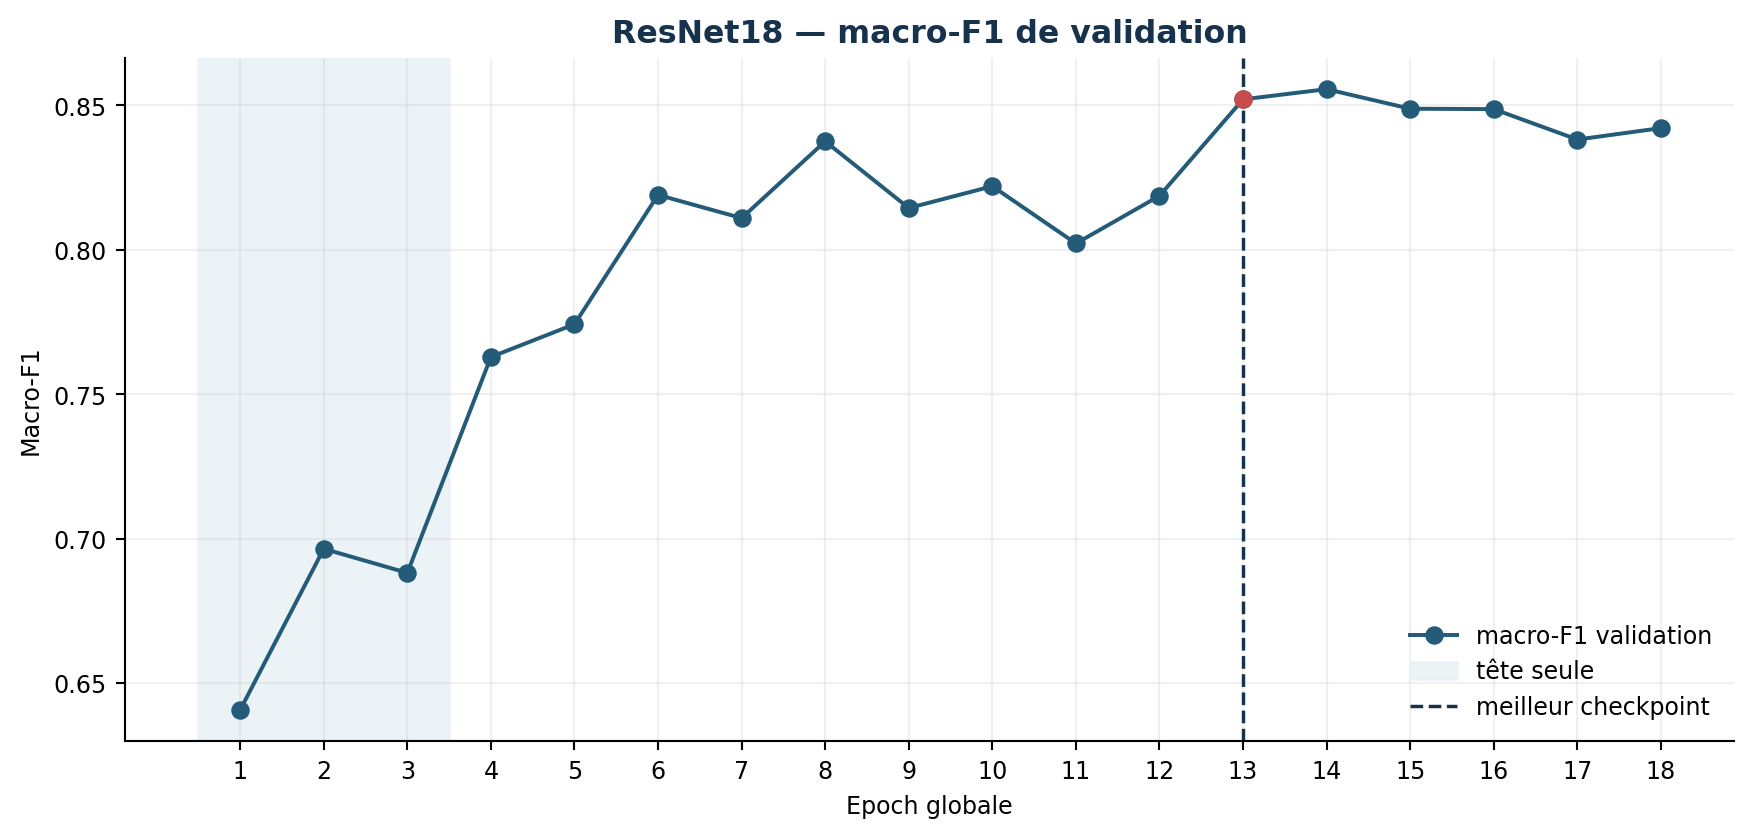 ResNet18 — macro-F1 de validation
Macro-F1
0.85
0.80
0.75
0.70
0.65
1 2 3 4 5 6 7 8 9 10 11 12 13 14 15 16 17 18
Epoch globale
macro-F1 validation
tête seule
meilleur checkpoint